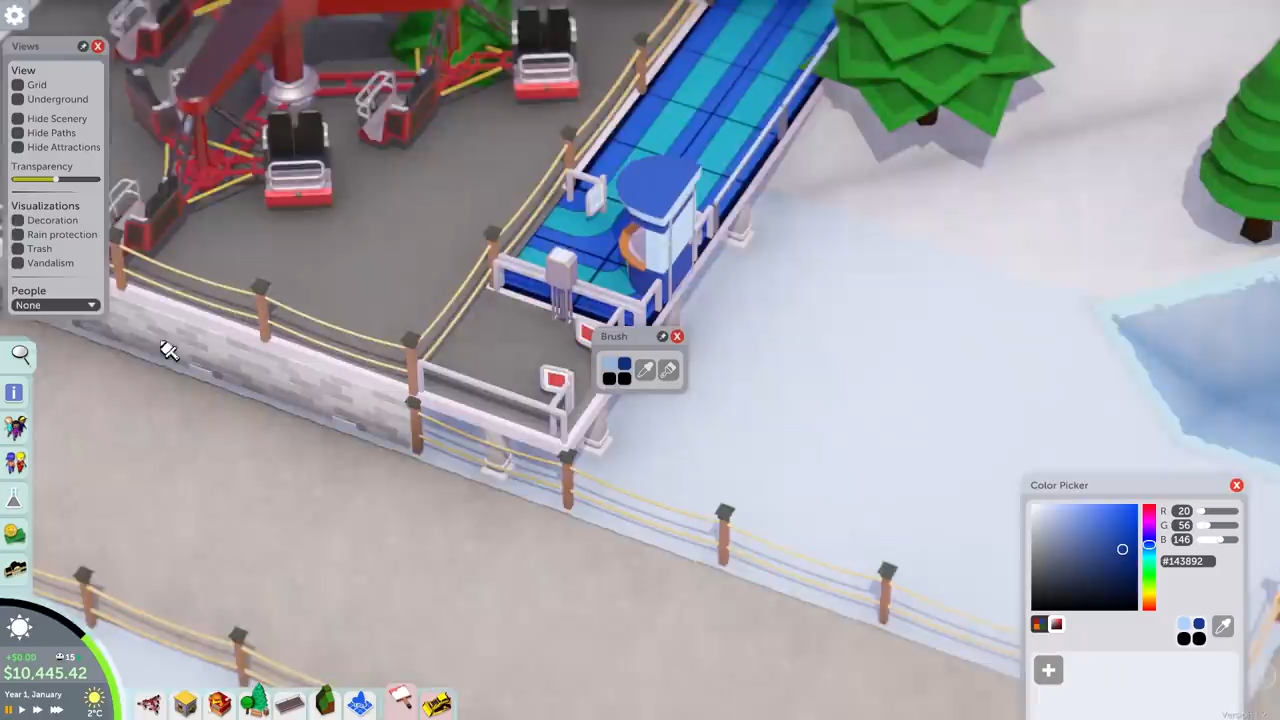 Views
View
Grid
Underground
Hide Scenery
Hide Paths
Hide Attractions
Transparency
Visualizations
Decoration
Rain protection
Trash
Vandalism
People
None
Brush
Color Picker
R 20
G 56
B 146
#143892
+$0.00 15
$10,445.42
Year 1, January
2°C